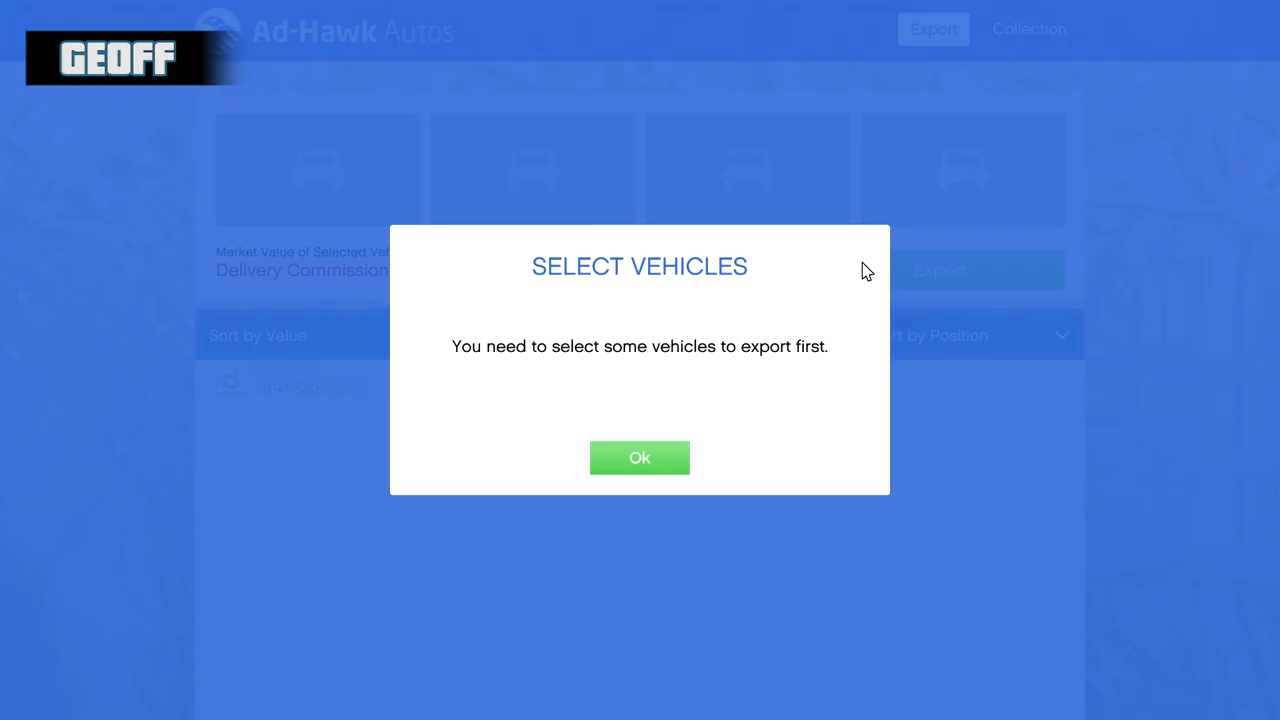 GEOFF
Ad-Hawk Autos
Export
Collection
Market Value of Selected Veh
Delivery Commission
Export
SELECT VEHICLES
You need to select some vehicles to export first.
Ok
Sort by Value
rt by Position